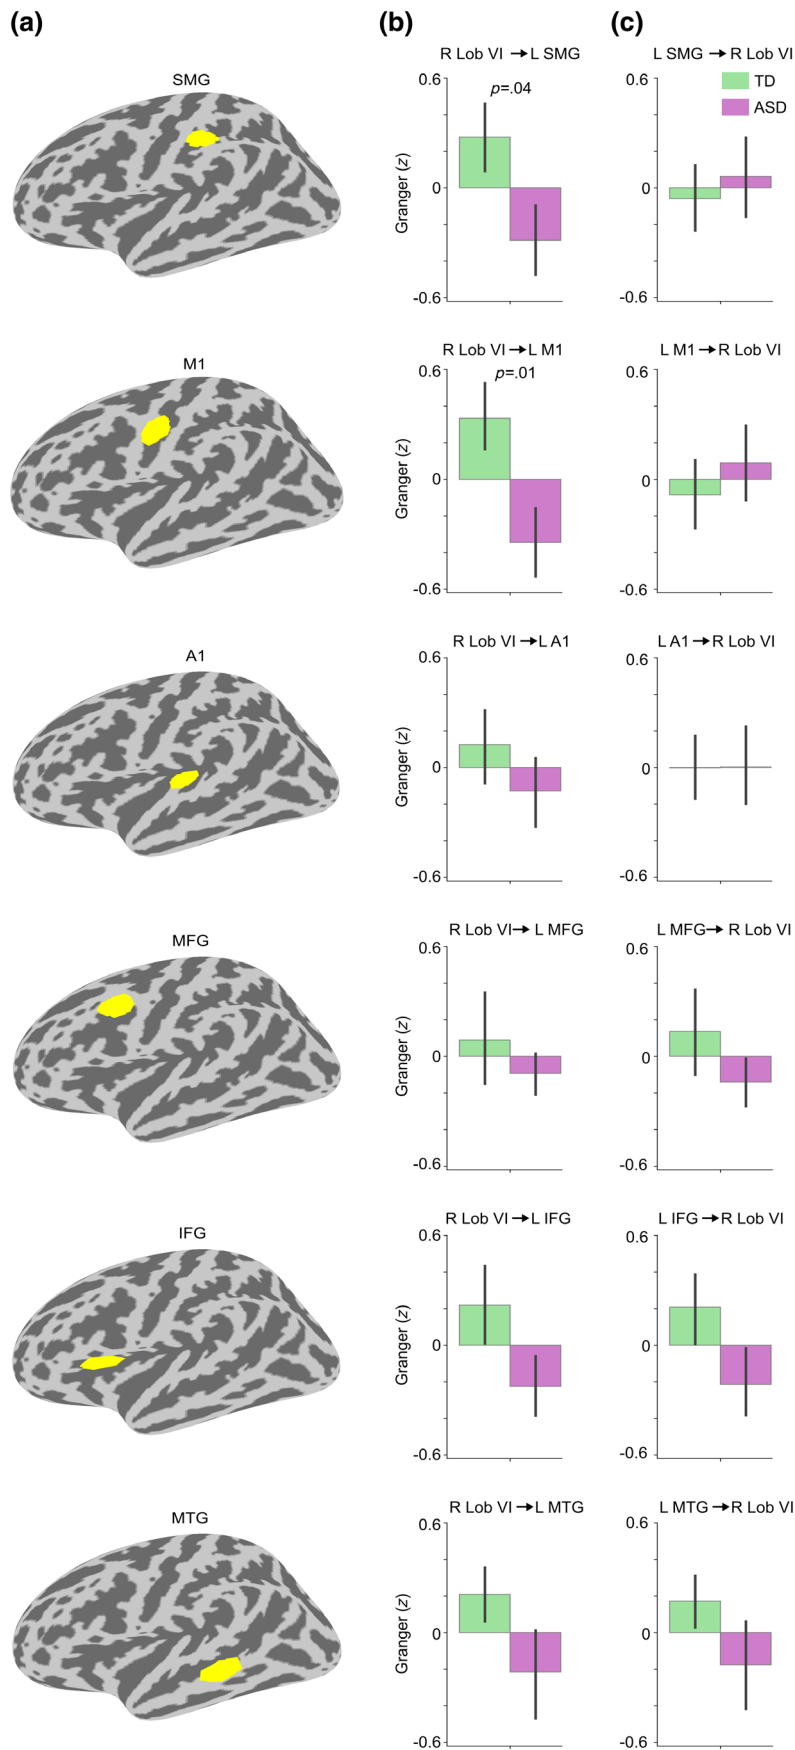 (a) (b) (c)
R Lob VI → L SMG L SMG → R Lob VI
SMG
0.6 0.6
p=.04
TD
ASD
Granger (z)
0 0
-0.6 -0.6
R Lob VI → L M1 L M1 → R Lob VI
M1
0.6 0.6
p=.01
Granger (z)
0 0
-0.6 -0.6
R Lob VI → L A1 L A1 → R Lob VI
A1
0.6 0.6
Granger (z)
0 0
-0.6 -0.6
R Lob VI → L MFG L MFG → R Lob VI
MFG
0.6 0.6
Granger (z)
0 0
-0.6 -0.6
R Lob VI → L IFG L IFG → R Lob VI
IFG
0.6 0.6
Granger (z)
0 0
-0.6 -0.6
R Lob VI → L MTG L MTG → R Lob VI
MTG
0.6 0.6
Granger (z)
0 0
-0.6 -0.6